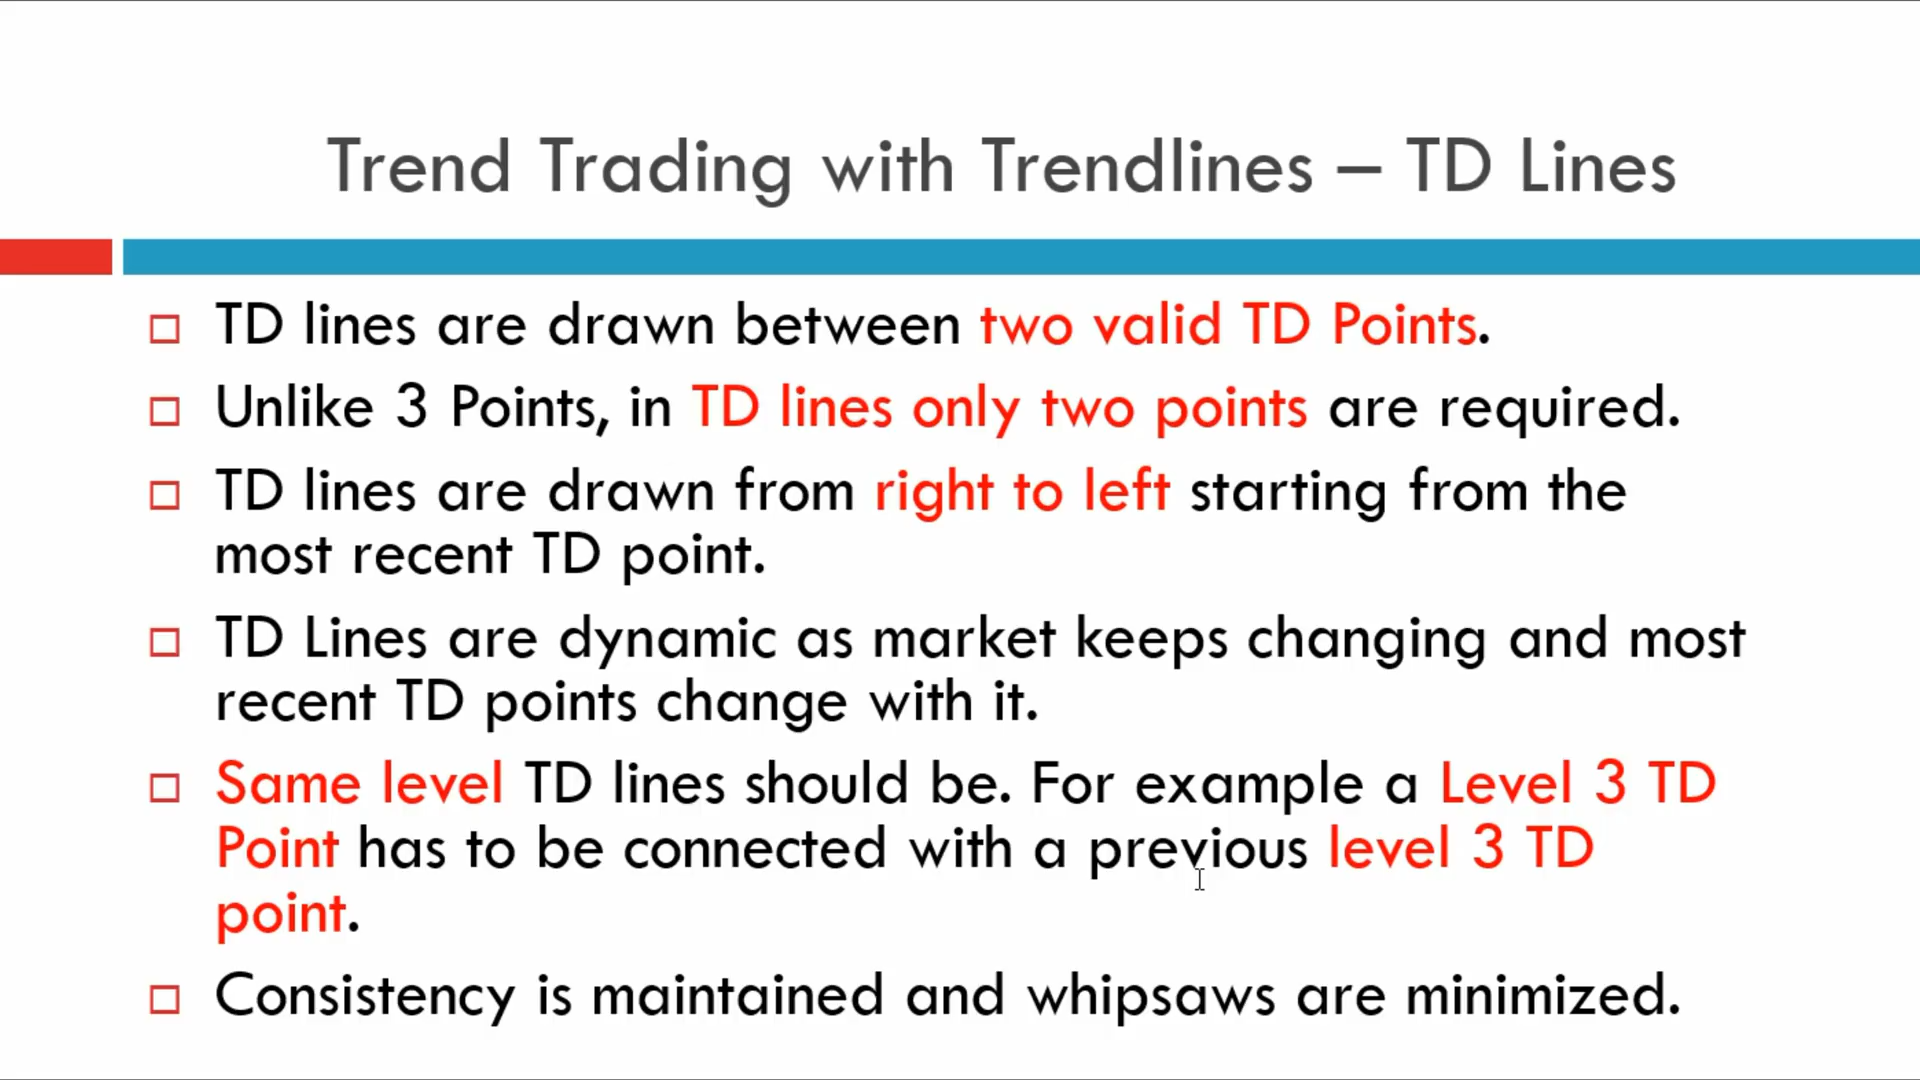 Trend Trading with Trendlines – TD Lines
TD lines are drawn between two valid TD Points.
Unlike 3 Points, in TD lines only two points are required.
TD lines are drawn from right to left starting from the
most recent TD point.
TD Lines are dynamic as market keeps changing and most
recent TD points change with it.
Same level TD lines should be. For example a Level 3 TD
Point has to be connected with a previous level 3 TD
point.
Consistency is maintained and whipsaws are minimized.